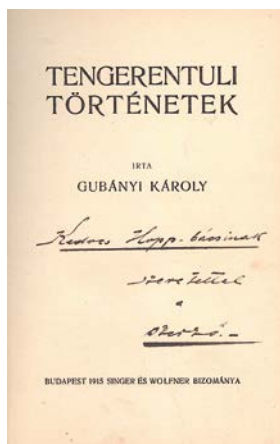 TENGERENTULI
TÖRTÉNETEK
IRTA
GUBÁNYI KÁROLY
Kedves Hopp-bácsinak
szeretettel
a
szerző.–
BUDAPEST 1915 SINGER ÉS WOLFNER BIZOMÁNYA